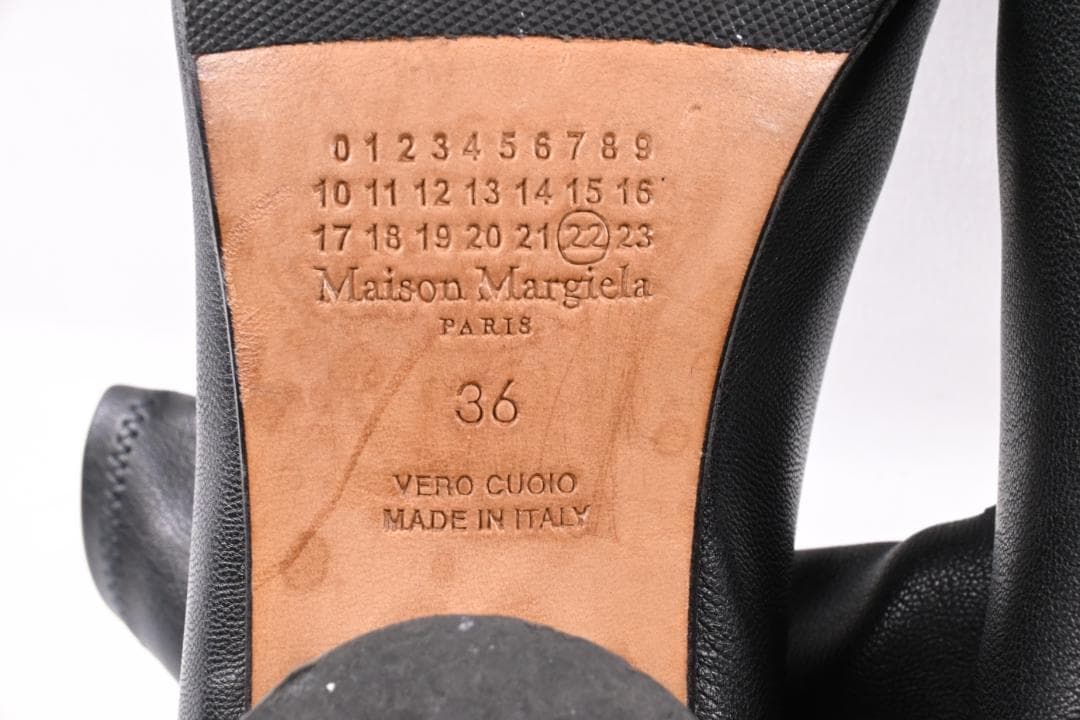 0 1 2 3 4 5 6 7 8 9
10 11 12 13 14 15 16
17 18 19 20 21 22 23
Maison Margiela
PARIS
36
VERO CUOIO
MADE IN ITALY